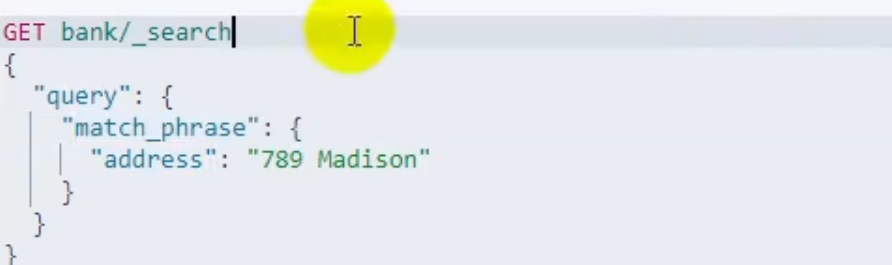 GET bank/_search
{
  "query": {
    "match_phrase": {
      "address": "789 Madison"
    }
  }
}